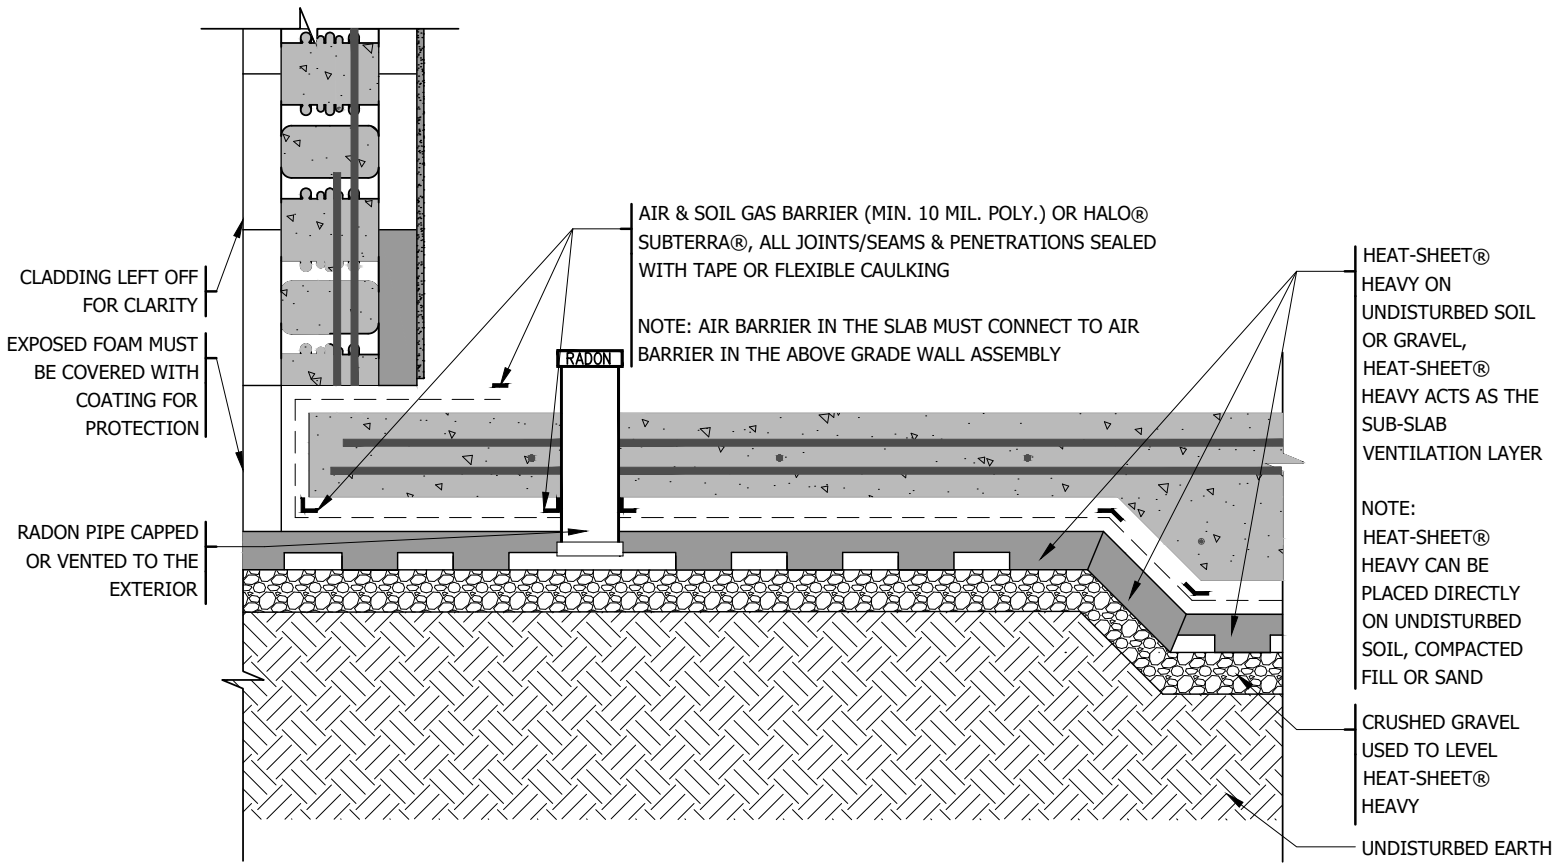 CLADDING LEFT OFF
FOR CLARITY
EXPOSED FOAM MUST
BE COVERED WITH
COATING FOR
PROTECTION
RADON PIPE CAPPED
OR VENTED TO THE
EXTERIOR
AIR & SOIL GAS BARRIER (MIN. 10 MIL. POLY.) OR HALO®
SUBTERRA®, ALL JOINTS/SEAMS & PENETRATIONS SEALED
WITH TAPE OR FLEXIBLE CAULKING
NOTE: AIR BARRIER IN THE SLAB MUST CONNECT TO AIR
BARRIER IN THE ABOVE GRADE WALL ASSEMBLY
RADON
HEAT-SHEET®
HEAVY ON
UNDISTURBED SOIL
OR GRAVEL,
HEAT-SHEET®
HEAVY ACTS AS THE
SUB-SLAB
VENTILATION LAYER
NOTE:
HEAT-SHEET®
HEAVY CAN BE
PLACED DIRECTLY
ON UNDISTURBED
SOIL, COMPACTED
FILL OR SAND
CRUSHED GRAVEL
USED TO LEVEL
HEAT-SHEET®
HEAVY
UNDISTURBED EARTH